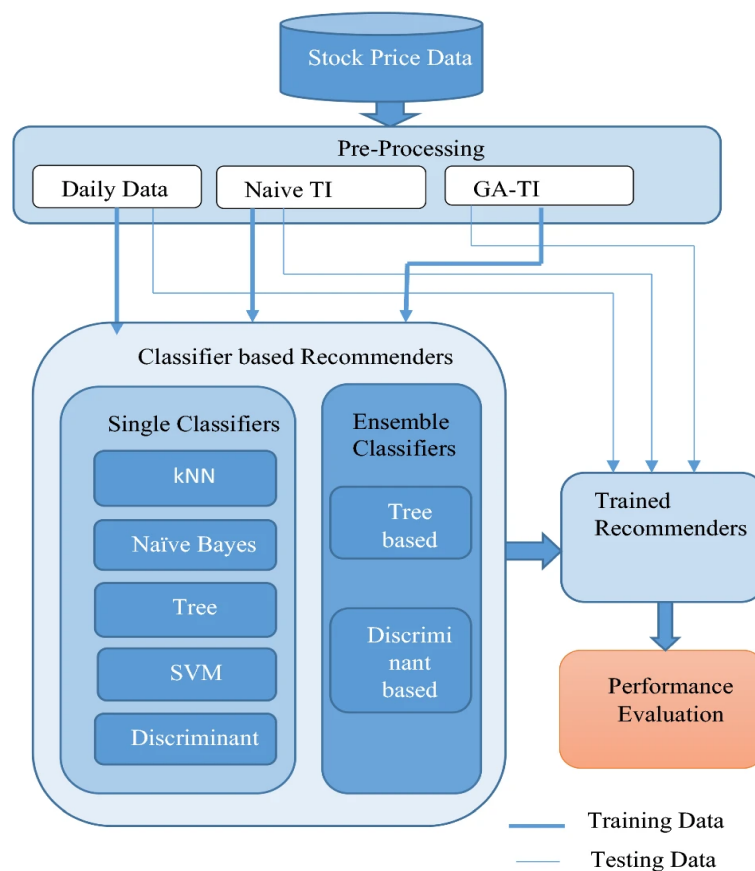 Stock Price Data
Pre-Processing
Daily Data
Naive TI
GA-TI
Classifier based Recommenders
Single Classifiers
kNN
Naïve Bayes
Tree
SVM
Discriminant
Ensemble
Classifiers
Tree
based
Discrimi
nant
based
Trained
Recommenders
Performance
Evaluation
Training Data
Testing Data